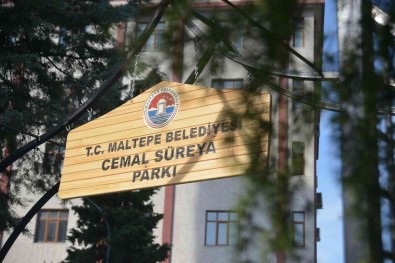 T.C. MALTEPE BELEDİYESİ
CEMAL SÜREYA
PARKI